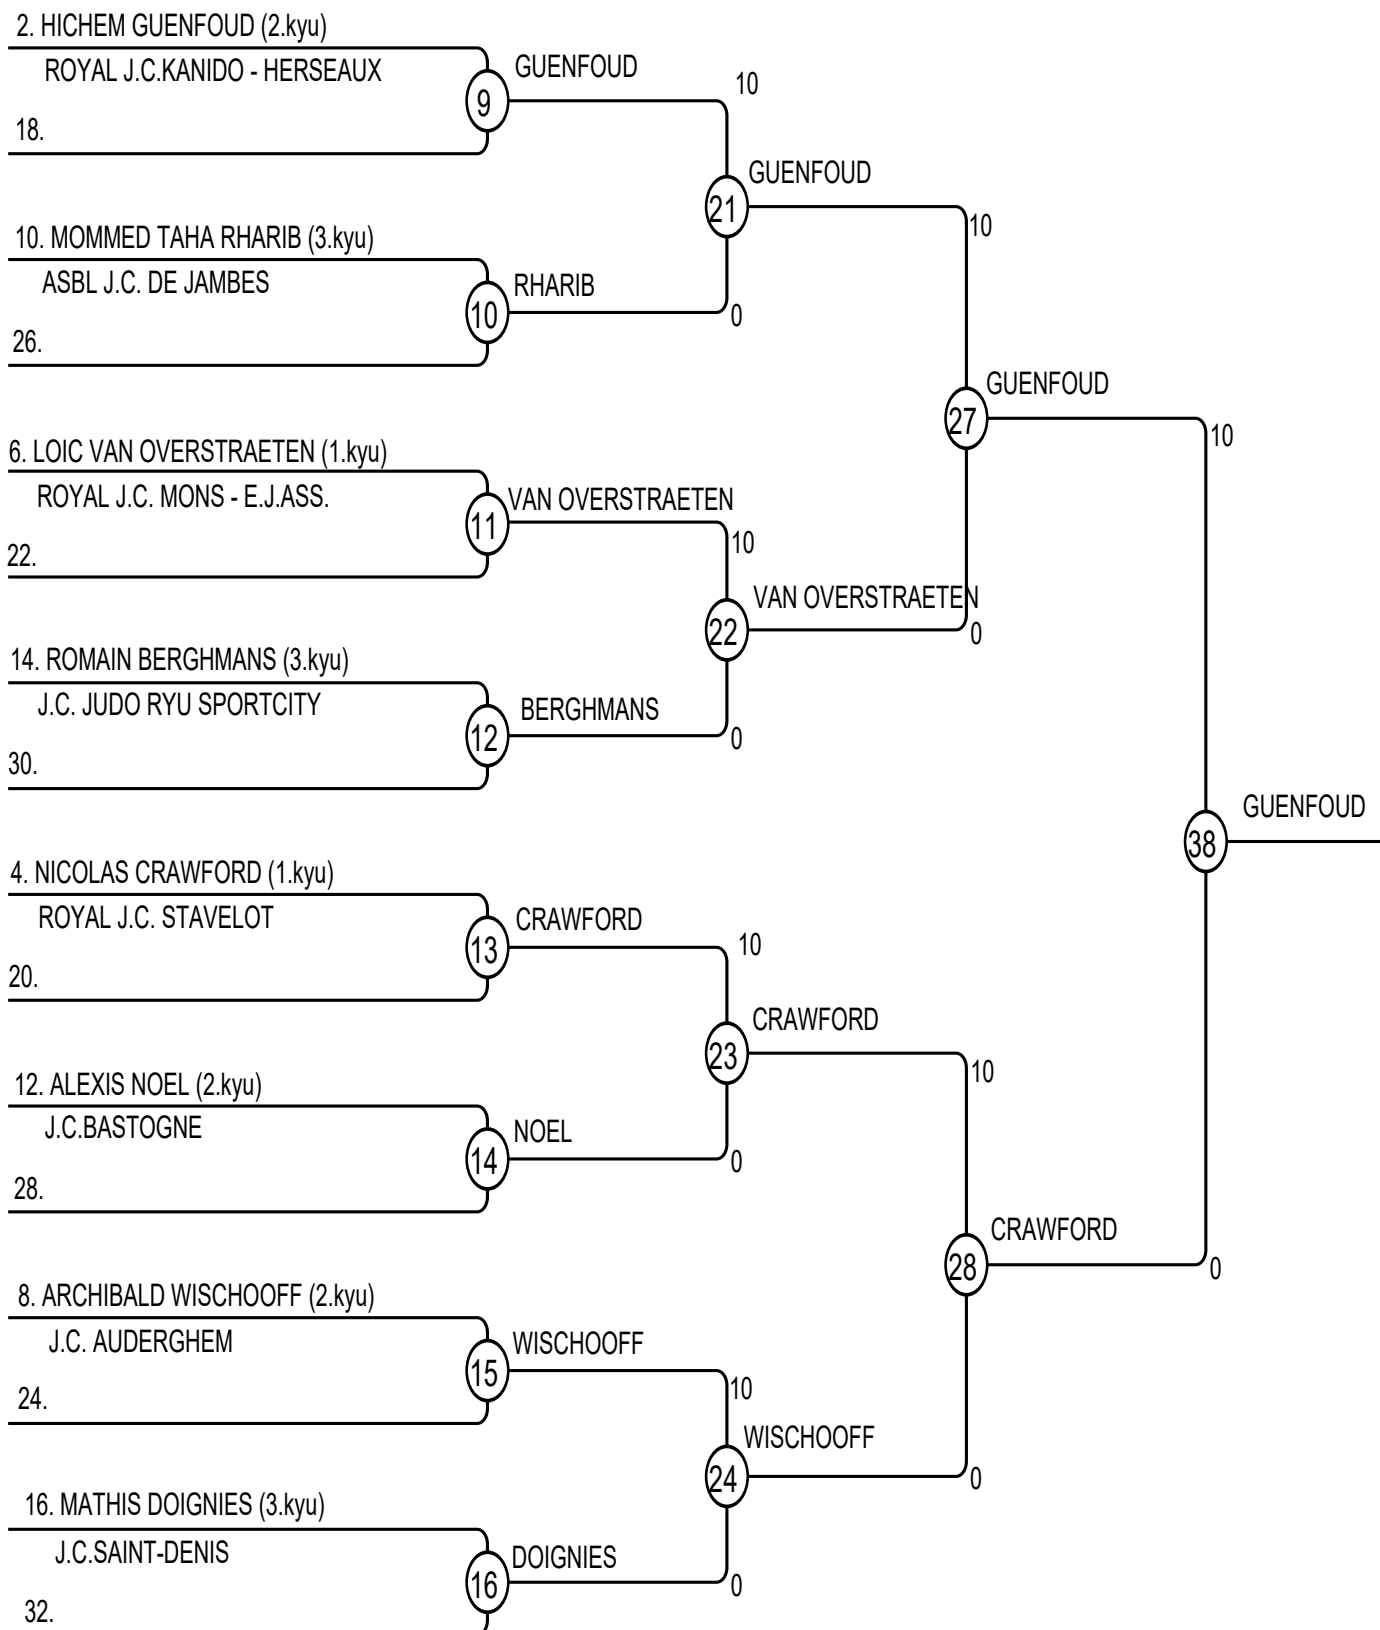 2. HICHEM GUENFOUD (2.kyu)
ROYAL J.C.KANIDO - HERSEAUX
GUENFOUD
9
10
18.
GUENFOUD
21
10
10. MOMMED TAHA RHARIB (3.kyu)
ASBL J.C. DE JAMBES
RHARIB
10
0
26.
GUENFOUD
27
10
6. LOIC VAN OVERSTRAETEN (1.kyu)
ROYAL J.C. MONS - E.J.ASS.
VAN OVERSTRAETEN
11
10
22.
VAN OVERSTRAETEN
22
0
14. ROMAIN BERGHMANS (3.kyu)
J.C. JUDO RYU SPORTCITY
BERGHMANS
12
0
30.
GUENFOUD
38
4. NICOLAS CRAWFORD (1.kyu)
ROYAL J.C. STAVELOT
CRAWFORD
13
10
20.
CRAWFORD
23
10
12. ALEXIS NOEL (2.kyu)
J.C.BASTOGNE
NOEL
14
0
28.
CRAWFORD
28
0
8. ARCHIBALD WISCHOOFF (2.kyu)
J.C. AUDERGHEM
WISCHOOFF
15
10
24.
WISCHOOFF
24
0
16. MATHIS DOIGNIES (3.kyu)
J.C.SAINT-DENIS
DOIGNIES
16
0
32.